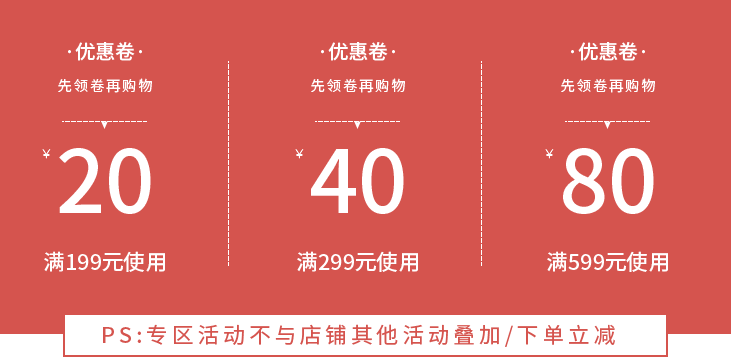 ·优惠卷·
先领卷再购物
¥20
满199元使用
·优惠卷·
先领卷再购物
¥40
满299元使用
·优惠卷·
先领卷再购物
¥80
满599元使用
PS:专区活动不与店铺其他活动叠加/下单立减